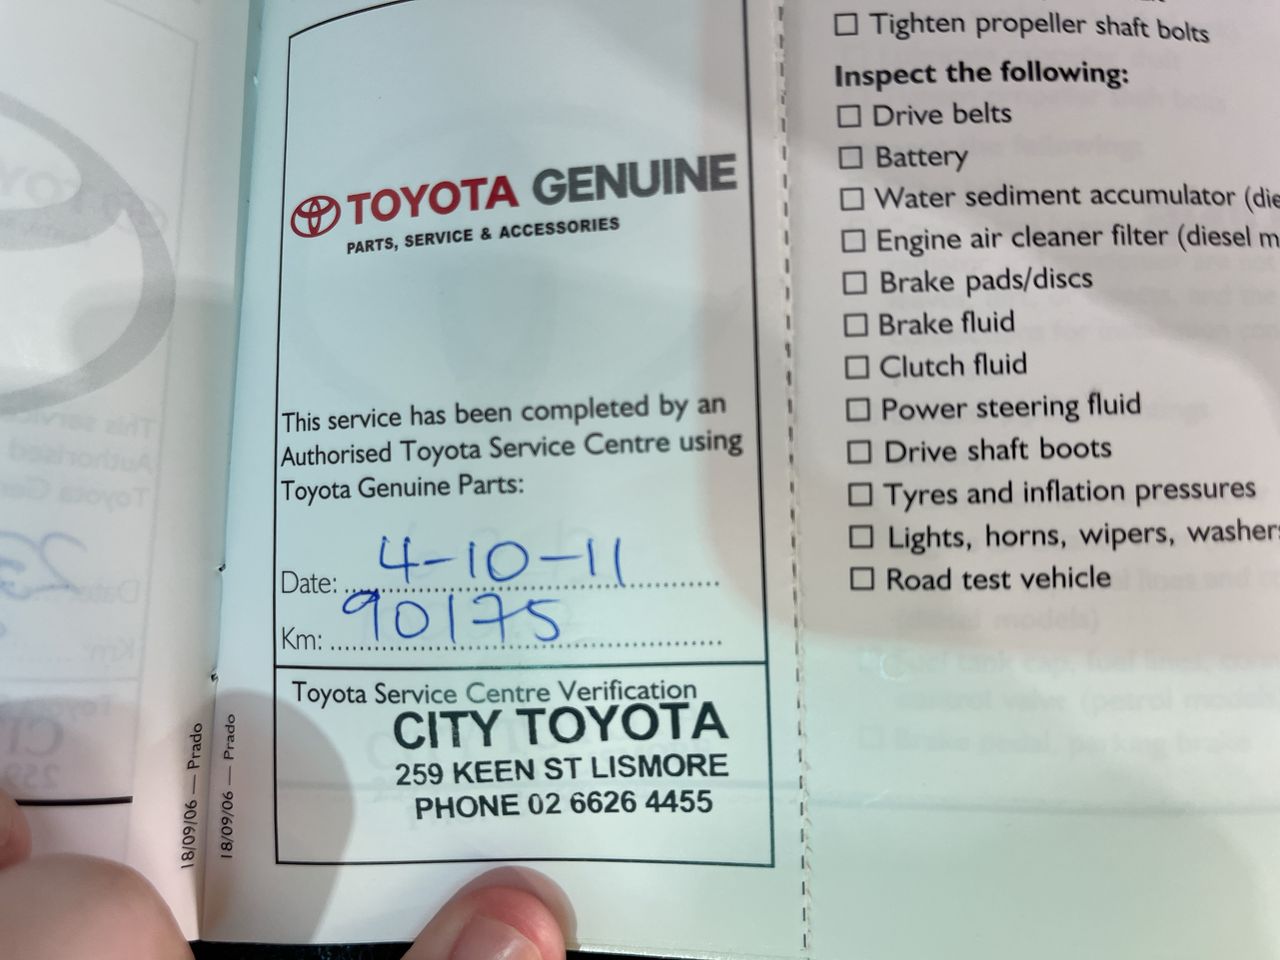 TOYOTA GENUINE
PARTS, SERVICE & ACCESSORIES
This service has been completed by an
Authorised Toyota Service Centre using
Toyota Genuine Parts:
Date: 4-10-11
Km: 90175
Toyota Service Centre Verification
CITY TOYOTA
259 KEEN ST LISMORE
PHONE 02 6626 4455
18/09/06 — Prado
18/09/06 — Prado
☐ Tighten propeller shaft bolts
Inspect the following:
☐ Drive belts
☐ Battery
☐ Water sediment accumulator (die
☐ Engine air cleaner filter (diesel m
☐ Brake pads/discs
☐ Brake fluid
☐ Clutch fluid
☐ Power steering fluid
☐ Drive shaft boots
☐ Tyres and inflation pressures
☐ Lights, horns, wipers, washers
☐ Road test vehicle